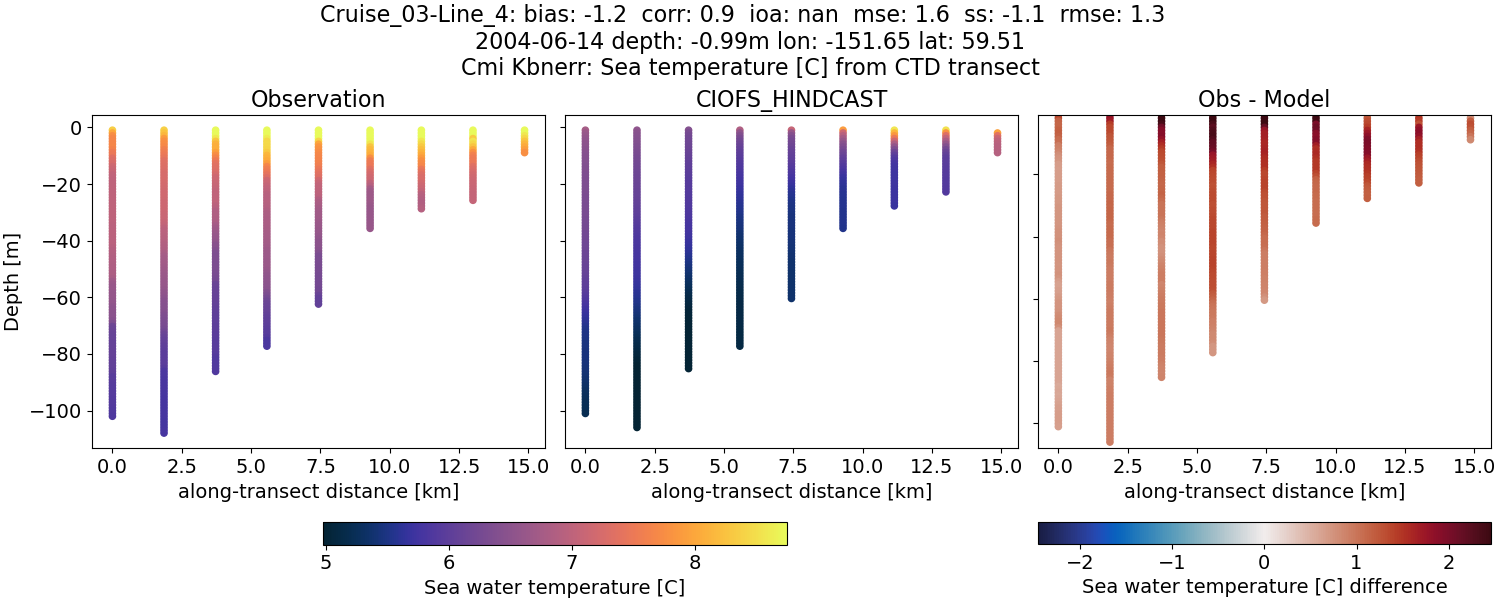 Cruise_03-Line_4: bias: -1.2  corr: 0.9  ioa: nan  mse: 1.6  ss: -1.1  rmse: 1.3
2004-06-14 depth: -0.99m lon: -151.65 lat: 59.51
Cmi Kbnerr: Sea temperature [C] from CTD transect
Observation
CIOFS_HINDCAST
Obs - Model
Depth [m]
0
−20
−40
−60
−80
−100
0.0 2.5 5.0 7.5 10.0 12.5 15.0
0.0 2.5 5.0 7.5 10.0 12.5 15.0
0.0 2.5 5.0 7.5 10.0 12.5 15.0
along-transect distance [km]
along-transect distance [km]
along-transect distance [km]
5 6 7 8
Sea water temperature [C]
−2 −1 0 1 2
Sea water temperature [C] difference